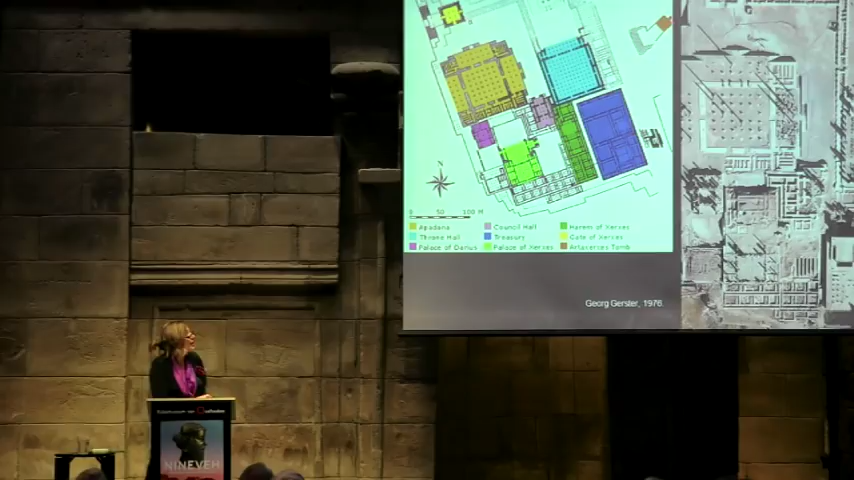 0 50 100 M
Apadana
Throne Hall
Palace of Darius
Council Hall
Treasury
Palace of Xerxes
Harem of Xerxes
Gate of Xerxes
Artaxerxes Tomb
Georg Gerster, 1976.
NINEVEH